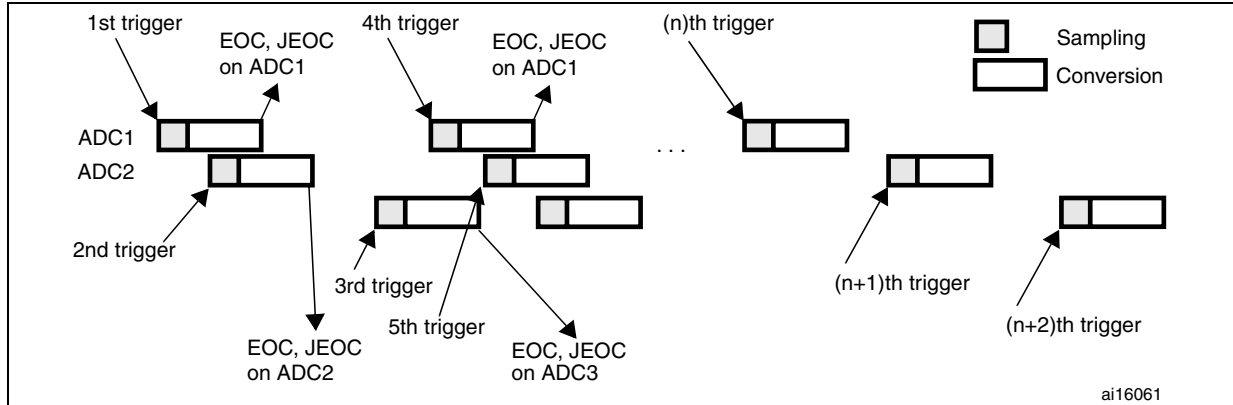 1st trigger
EOC, JEOC
on ADC1
4th trigger
EOC, JEOC
on ADC1
(n)th trigger
Sampling
Conversion
ADC1
ADC2
. . .
2nd trigger
3rd trigger
5th trigger
(n+1)th trigger
(n+2)th trigger
EOC, JEOC
on ADC2
EOC, JEOC
on ADC3
ai16061